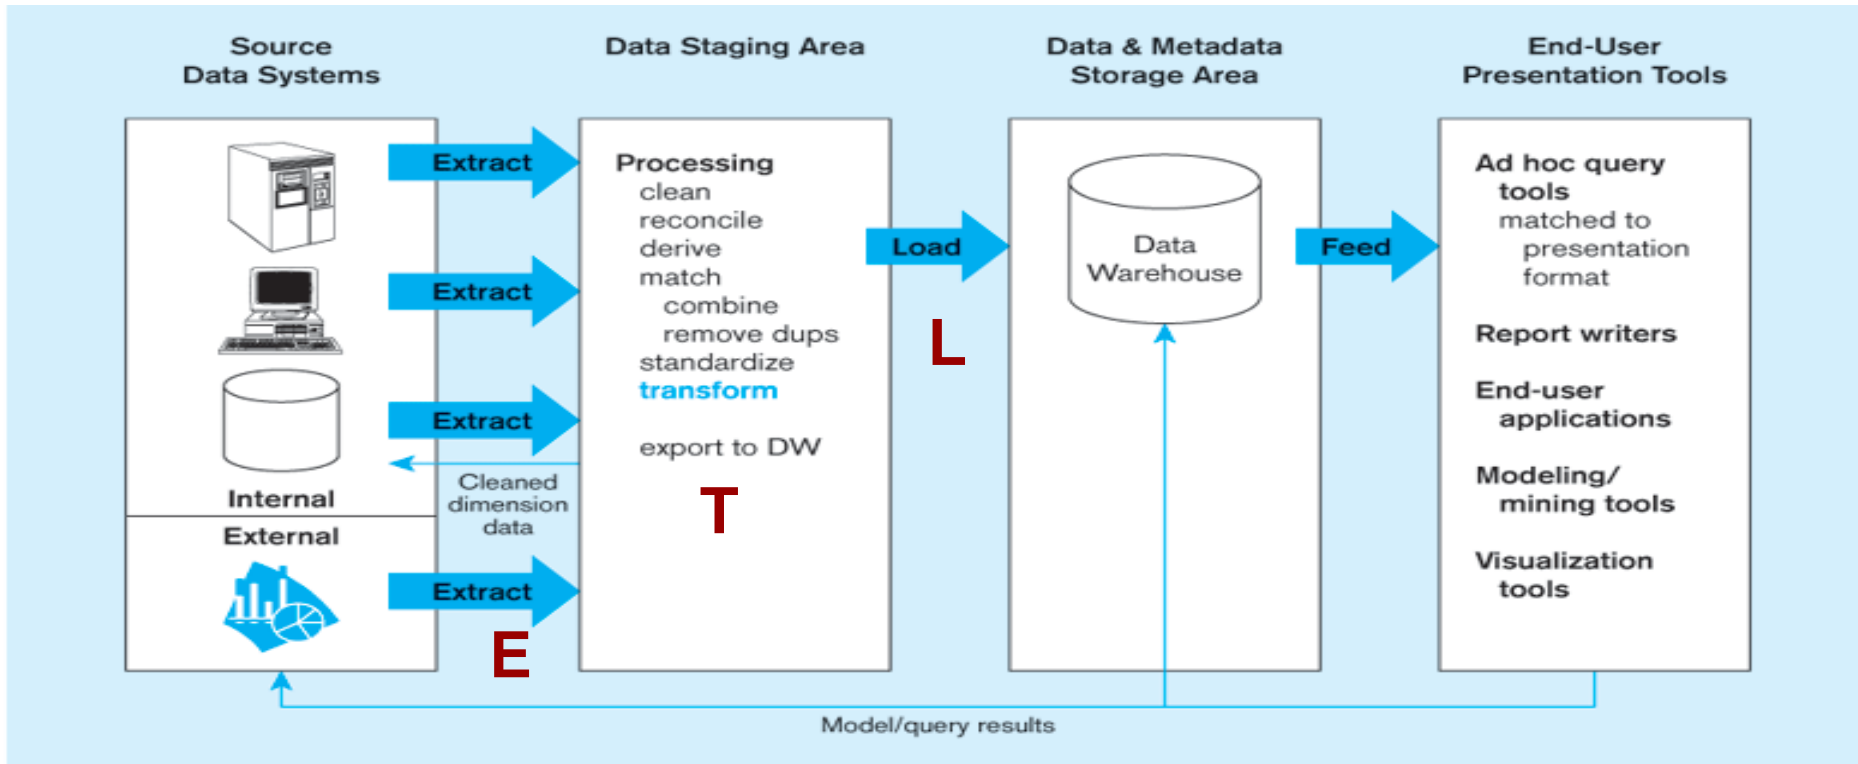 Source
Data Systems
Data Staging Area
Data & Metadata
Storage Area
End-User
Presentation Tools
Extract
Extract
Extract
Cleaned
dimension
data
Internal
External
Extract
E
Processing
clean
reconcile
derive
match
combine
remove dups
standardize
transform
export to DW
T
Load
L
Data
Warehouse
Feed
Ad hoc query
tools
matched to
presentation
format
Report writers
End-user
applications
Modeling/
mining tools
Visualization
tools
Model/query results